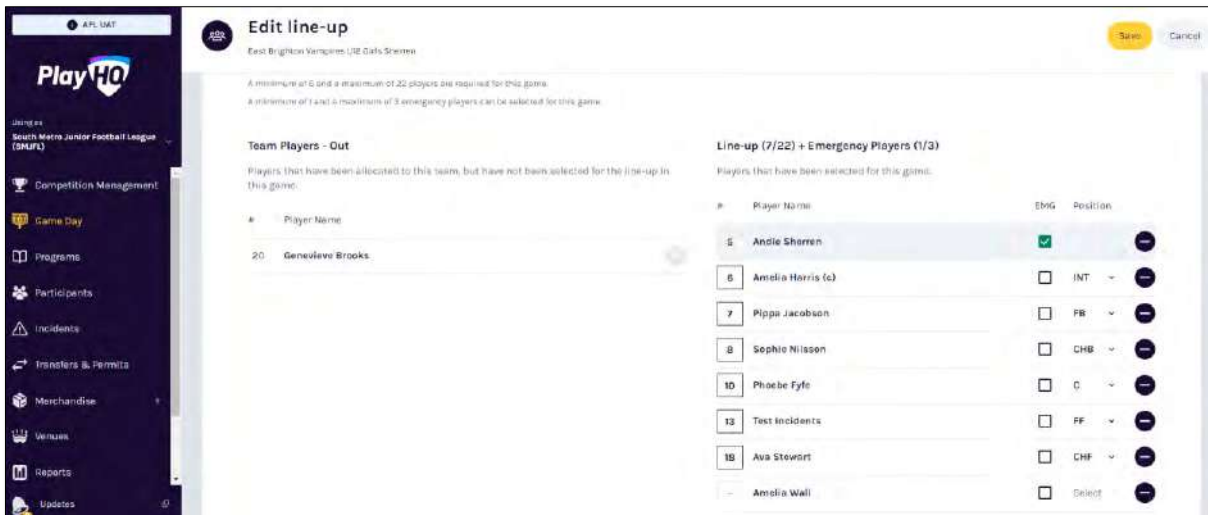 AFL UAT
Edit line-up
East Brighton Vampires U12 Girls Sherren
Save
Cancel
PlayHQ
A minimum of 6 and a maximum of 22 players are required for this game.
A minimum of 1 and a maximum of 3 emergency players can be selected for this game.
Using as
South Metro Junior Football League
(SMJFL)
Team Players - Out
Line-up (7/22) + Emergency Players (1/3)
Players that have been allocated to this team, but have not been selected for the line-up in
this game.
Players that have been selected for this game.
Competition Management
Game Day
Programs
Participants
Incidents
Transfers & Permits
Merchandise
Venues
Reports
Updates
# Player Name
20 Genevieve Brooks
# Player Name EMG Position
5 Andie Sherren
6 Amelia Harris (c) INT
7 Pippa Jacobson FB
8 Sophie Nilsson CHB
10 Phoebe Fyfe C
13 Test Incidents FF
18 Ava Stewart CHF
-- Amelia Wall Select